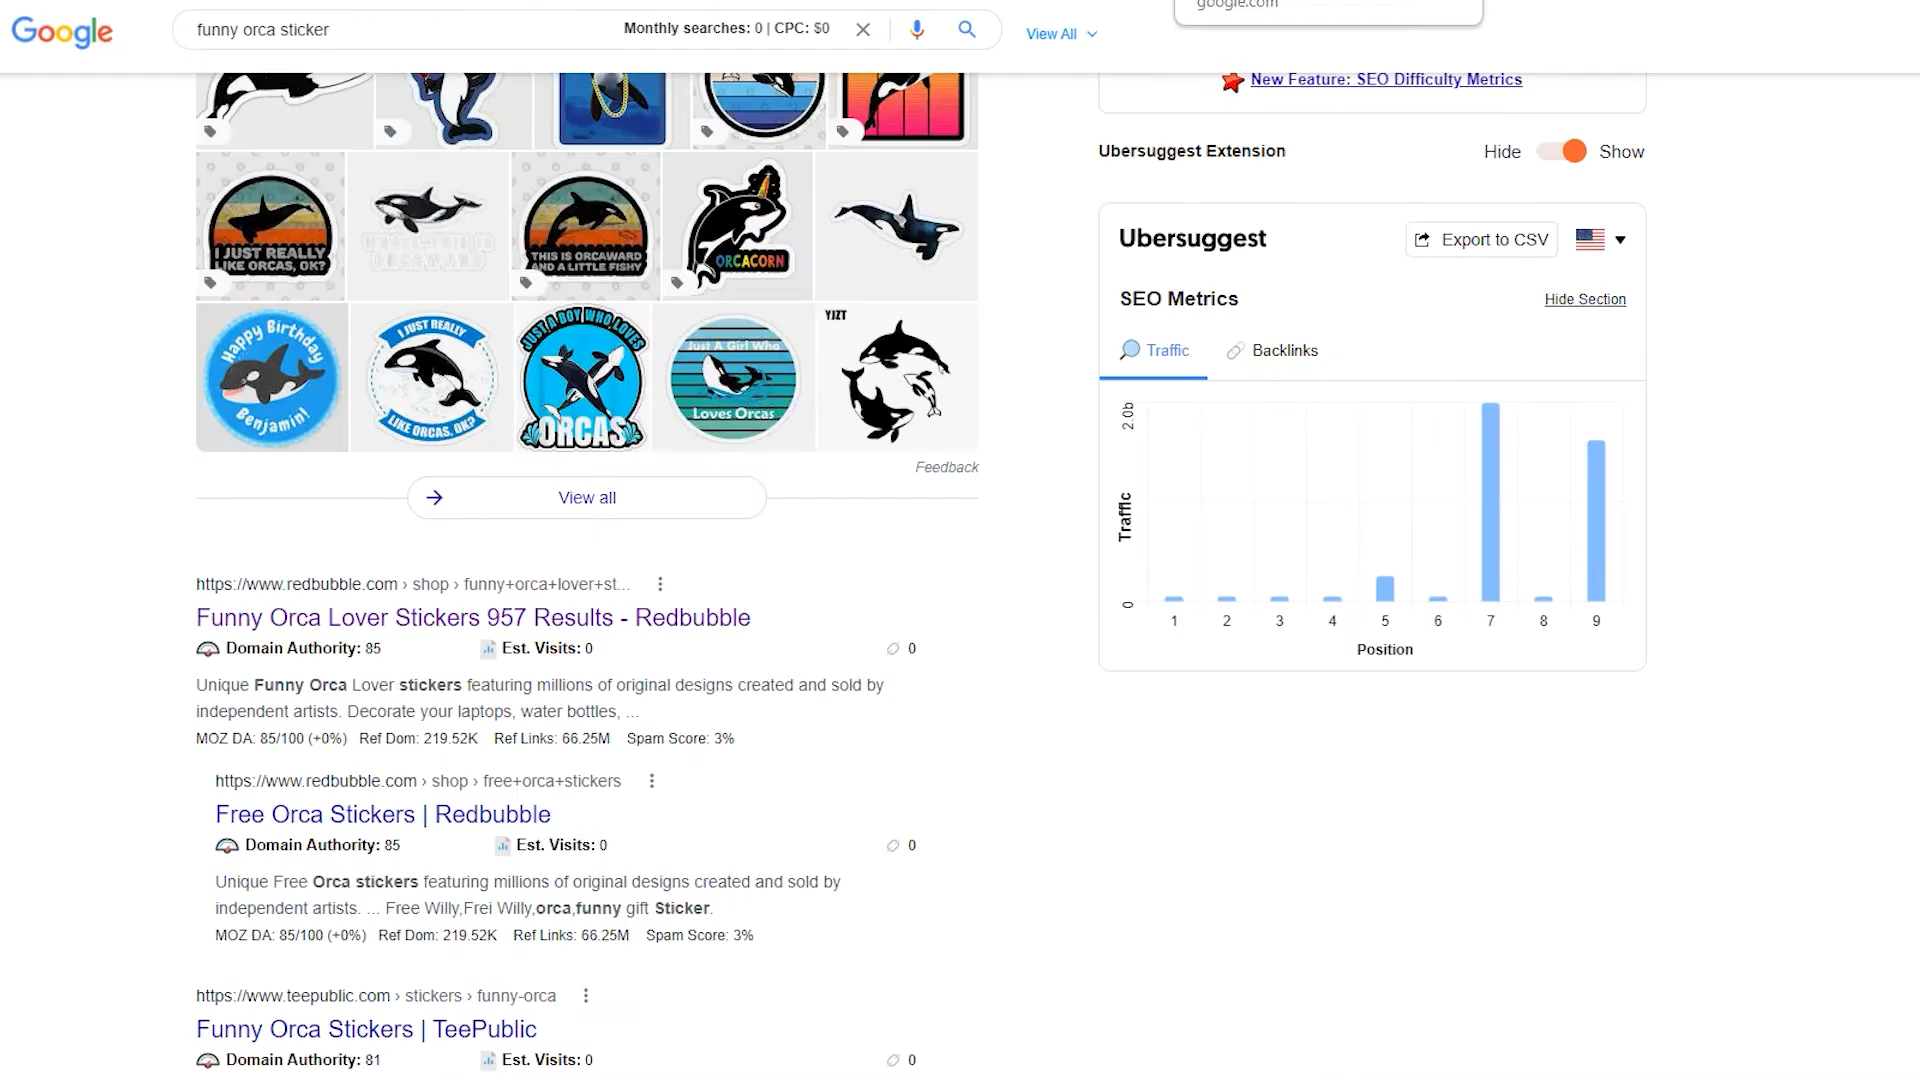 google.com
Google
funny orca sticker
Monthly searches: 0 | CPC: $0
View All
New Feature: SEO Difficulty Metrics
Ubersuggest Extension
Hide
Show
I JUST REALLY
LIKE ORCAS, OK?
THIS IS ORCAWARD
AND A LITTLE FISHY
ORCACORN
Happy Birthday
Benjamin!
I JUST REALLY
LIKE ORCAS, OK?
JUST A BOY WHO LOVES
ORCAS
Just A Girl Who
Loves Orcas
YJZT
Feedback
View all
Ubersuggest
Export to CSV
SEO Metrics
Hide Section
Traffic
Backlinks
2.0b
Traffic
0
1 2 3 4 5 6 7 8 9
Position
https://www.redbubble.com › shop › funny+orca+lover+st...
Funny Orca Lover Stickers 957 Results - Redbubble
Domain Authority: 85 Est. Visits: 0 0
Unique Funny Orca Lover stickers featuring millions of original designs created and sold by
independent artists. Decorate your laptops, water bottles, ...
MOZ DA: 85/100 (+0%) Ref Dom: 219.52K Ref Links: 66.25M Spam Score: 3%
https://www.redbubble.com › shop › free+orca+stickers
Free Orca Stickers | Redbubble
Domain Authority: 85 Est. Visits: 0 0
Unique Free Orca stickers featuring millions of original designs created and sold by
independent artists. ... Free Willy,Frei Willy,orca,funny gift Sticker.
MOZ DA: 85/100 (+0%) Ref Dom: 219.52K Ref Links: 66.25M Spam Score: 3%
https://www.teepublic.com › stickers › funny-orca
Funny Orca Stickers | TeePublic
Domain Authority: 81 Est. Visits: 0 0